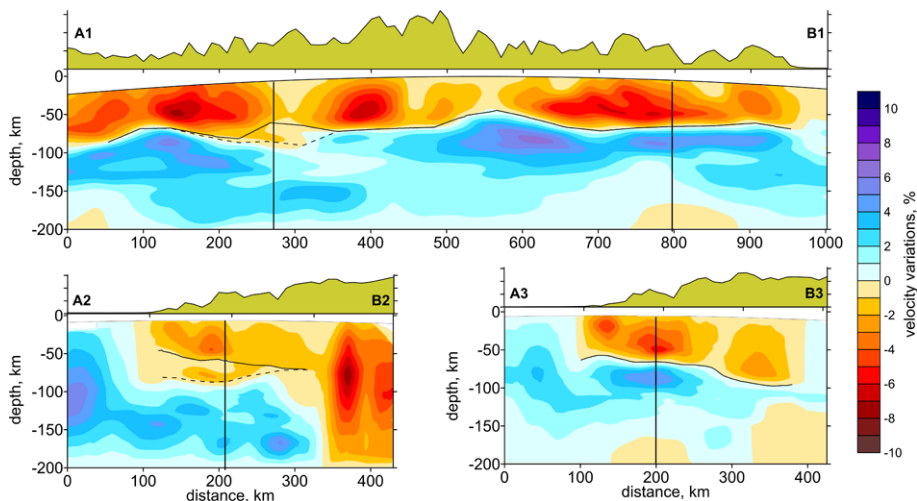 A1 B1
0
-50
-100
-150
-200
depth, km
0 100 200 300 400 500 600 700 800 900 1000
A2 B2
0
-50
-100
-150
-200
depth, km
0 100 200 300 400
distance, km
A3 B3
0
-50
-100
-150
-200
depth, km
0 100 200 300 400
distance, km
10
8
6
4
2
0
-2
-4
-6
-8
-10
velocity variations, %